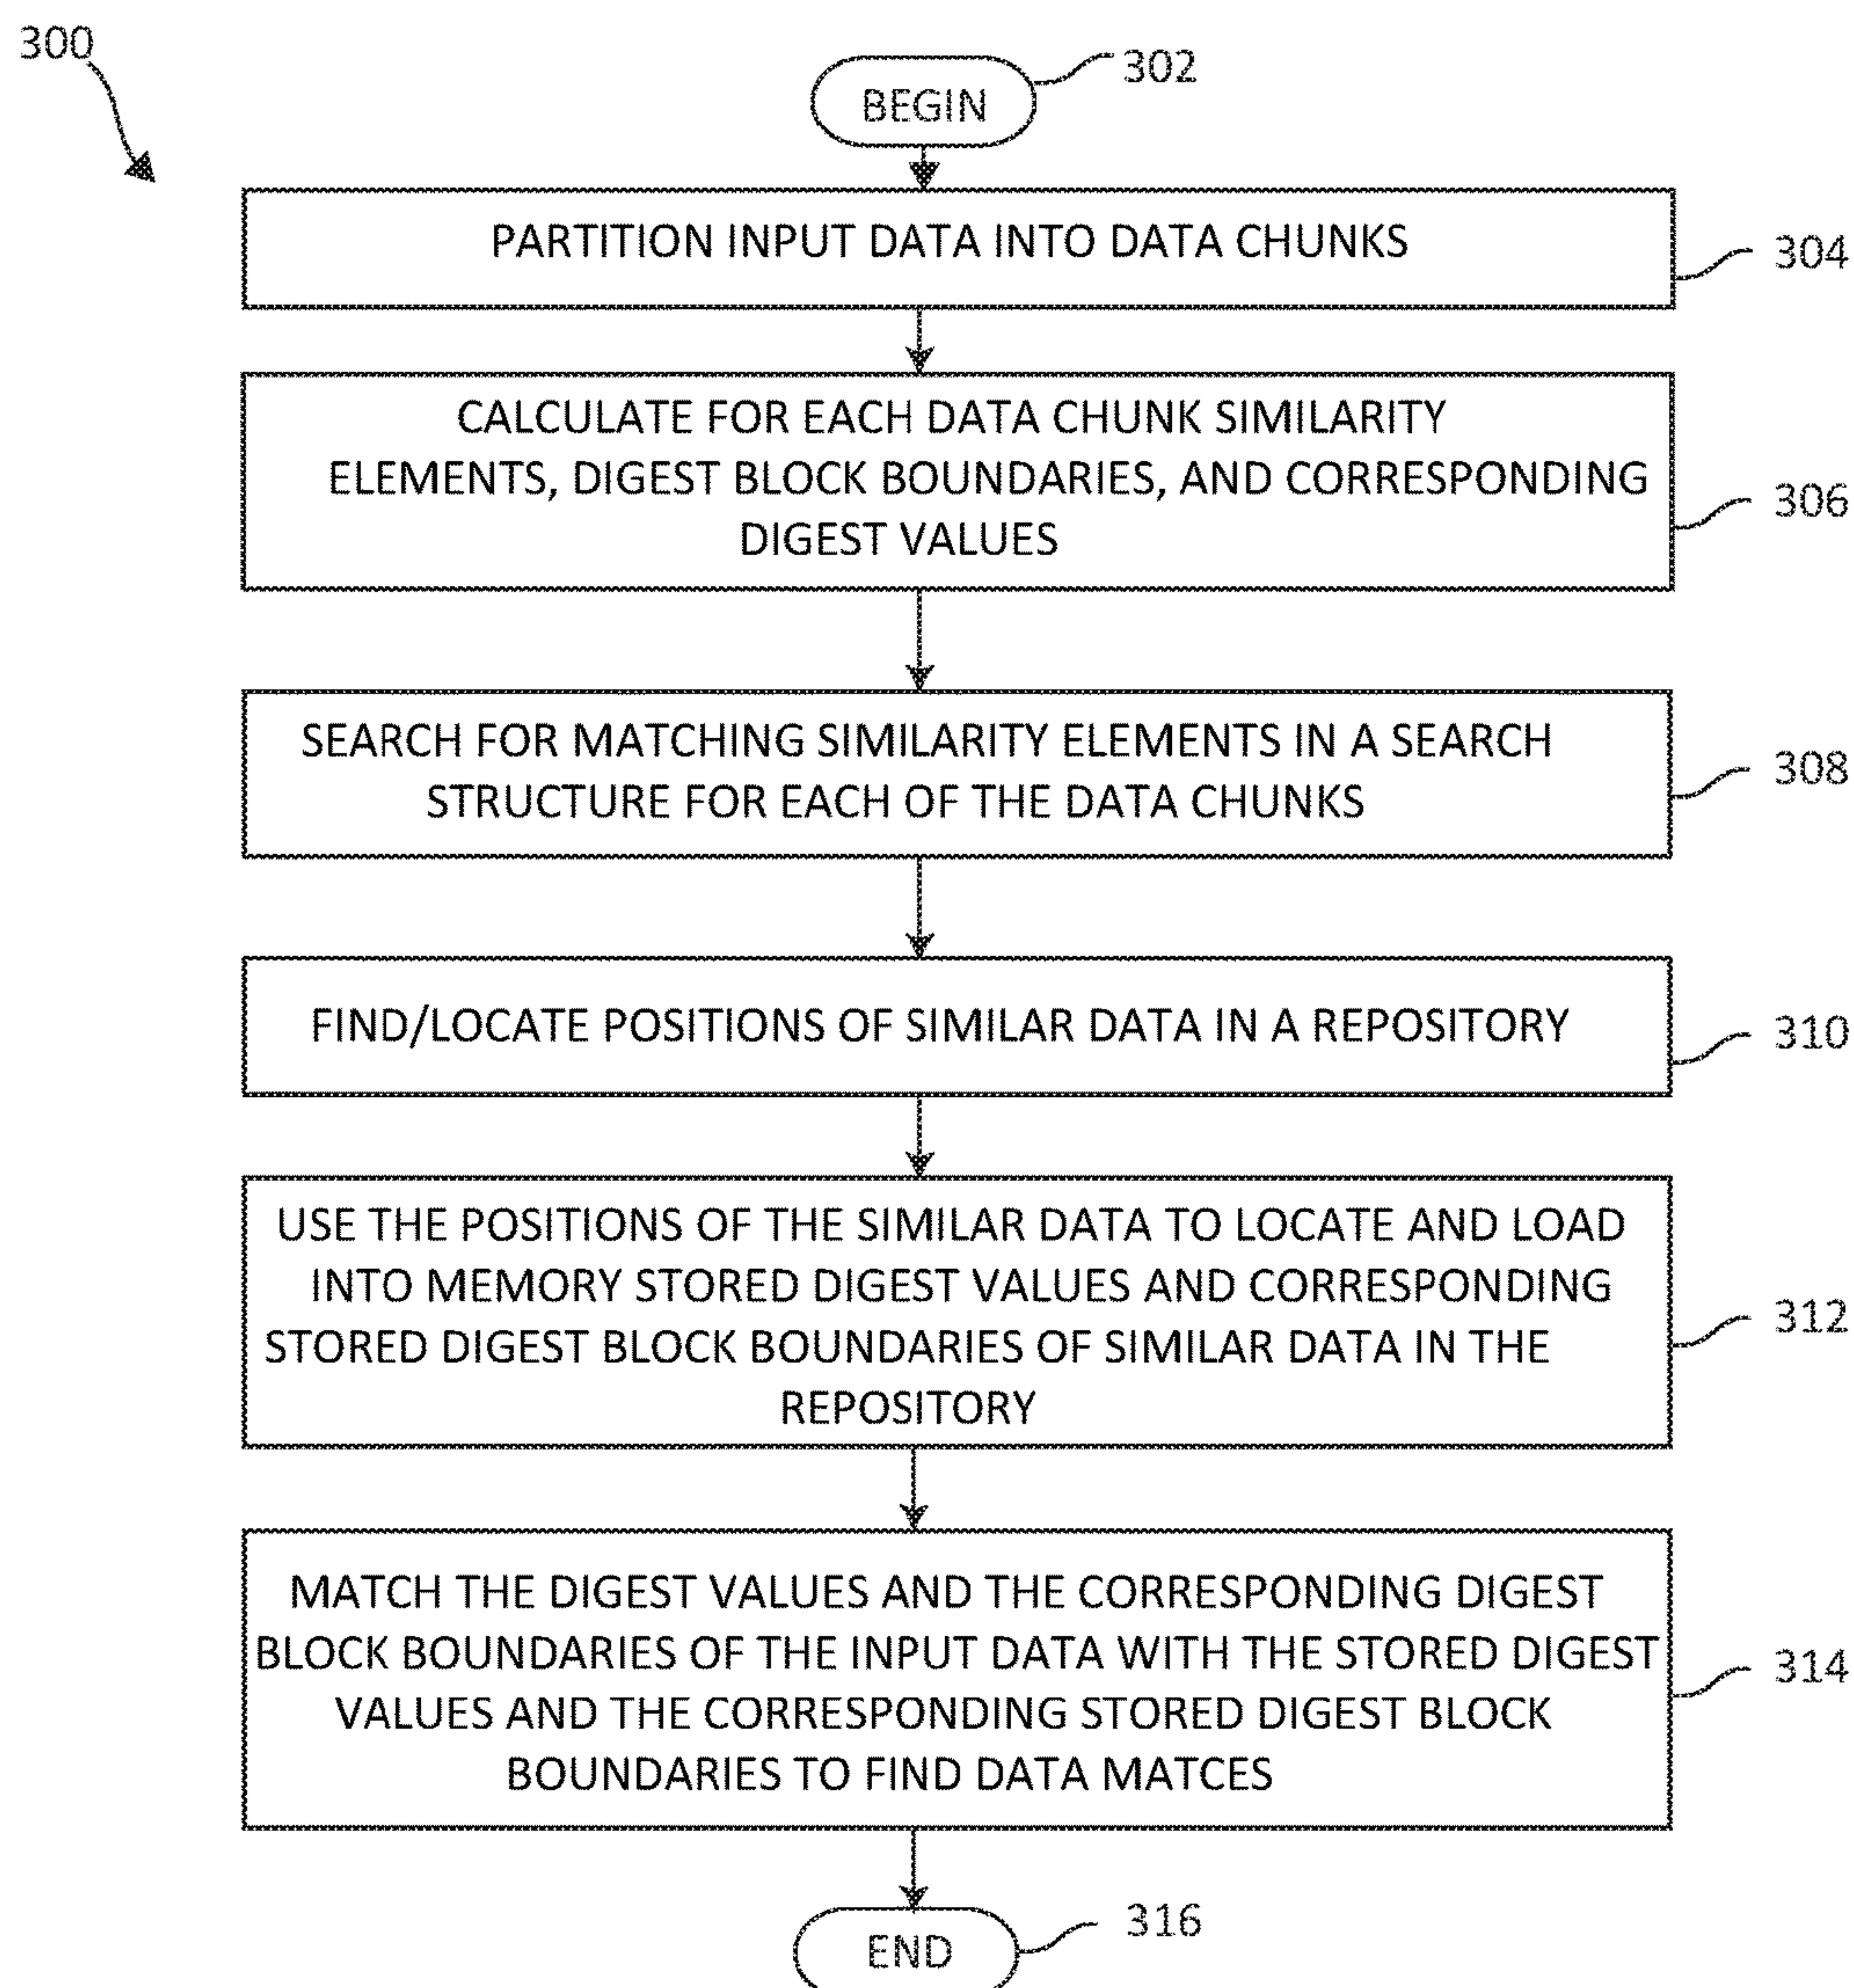 300
302
BEGIN
PARTITION INPUT DATA INTO DATA CHUNKS
304
CALCULATE FOR EACH DATA CHUNK SIMILARITY
ELEMENTS, DIGEST BLOCK BOUNDARIES, AND CORRESPONDING
DIGEST VALUES
306
SEARCH FOR MATCHING SIMILARITY ELEMENTS IN A SEARCH
STRUCTURE FOR EACH OF THE DATA CHUNKS
308
FIND/LOCATE POSITIONS OF SIMILAR DATA IN A REPOSITORY
310
USE THE POSITIONS OF THE SIMILAR DATA TO LOCATE AND LOAD
INTO MEMORY STORED DIGEST VALUES AND CORRESPONDING
STORED DIGEST BLOCK BOUNDARIES OF SIMILAR DATA IN THE
REPOSITORY
312
MATCH THE DIGEST VALUES AND THE CORRESPONDING DIGEST
BLOCK BOUNDARIES OF THE INPUT DATA WITH THE STORED DIGEST
VALUES AND THE CORRESPONDING STORED DIGEST BLOCK
BOUNDARIES TO FIND DATA MATCES
314
316
END